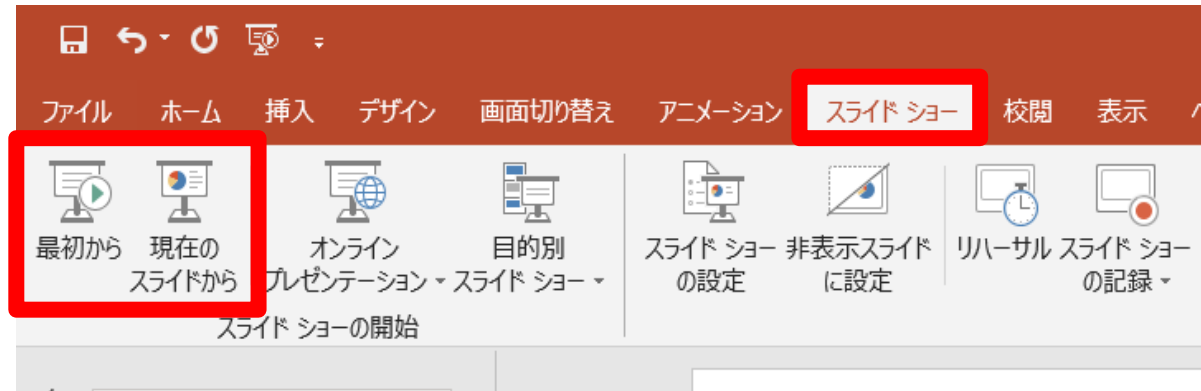 ファイル ホーム 挿入 デザイン 画面切り替え アニメーション スライド ショー 校閲 表示
最初から 現在の オンライン 目的別 スライド ショー 非表示スライド リハーサル スライド ショー
スライドから プレゼンテーション スライド ショー の設定 に設定 の記録
スライド ショーの開始